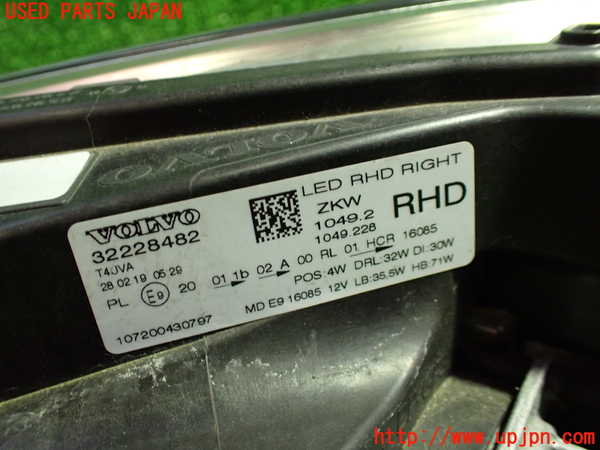 USED PARTS JAPAN
VOLVO
LED RHD RIGHT
VOLVO
32228482
ZKW
1049.2
1049.228
RHD
T4JVA
28 02 19 05:29
PL E9 20 01 1b 02 A 00 RL 01 HCR 16085
POS:4W DRL:32W DI:30W
MD E9 16085 12V LB:35,5W HB:71W
107200430797
http://www.upjpn.com/